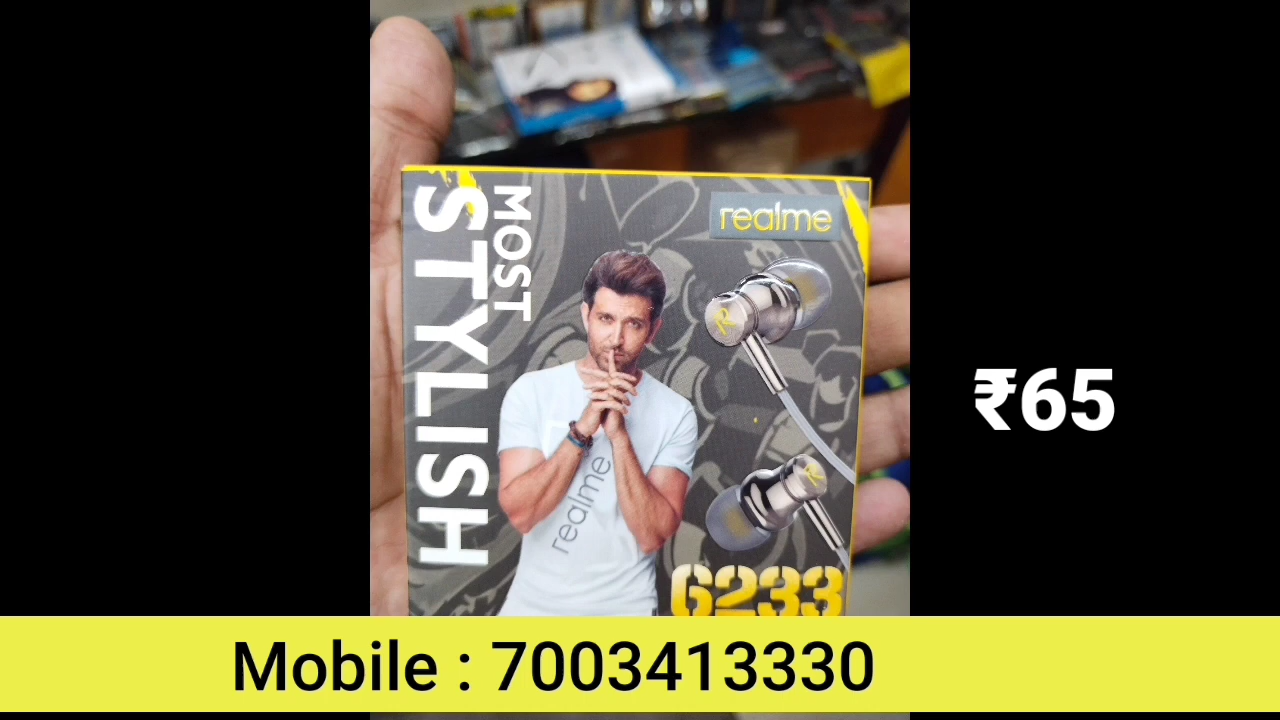 MOST
STYLISH
realme
R
R
realme
G233
₹65
Mobile : 7003413330